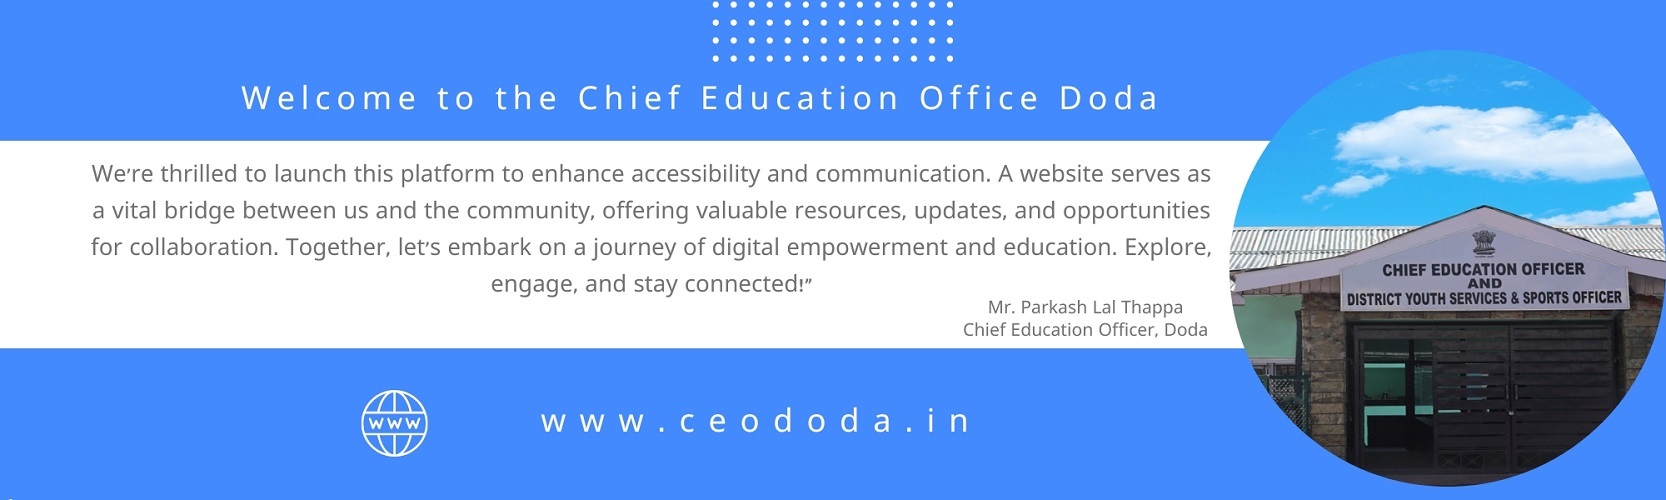 Welcome to the Chief Education Office Doda
We're thrilled to launch this platform to enhance accessibility and communication. A website serves as
a vital bridge between us and the community, offering valuable resources, updates, and opportunities
for collaboration. Together, let's embark on a journey of digital empowerment and education. Explore,
engage, and stay connected!"
Mr. Parkash Lal Thappa
Chief Education Officer, Doda
CHIEF EDUCATION OFFICER
AND
DISTRICT YOUTH SERVICES & SPORTS OFFICER
WWW
www.ceododa.in